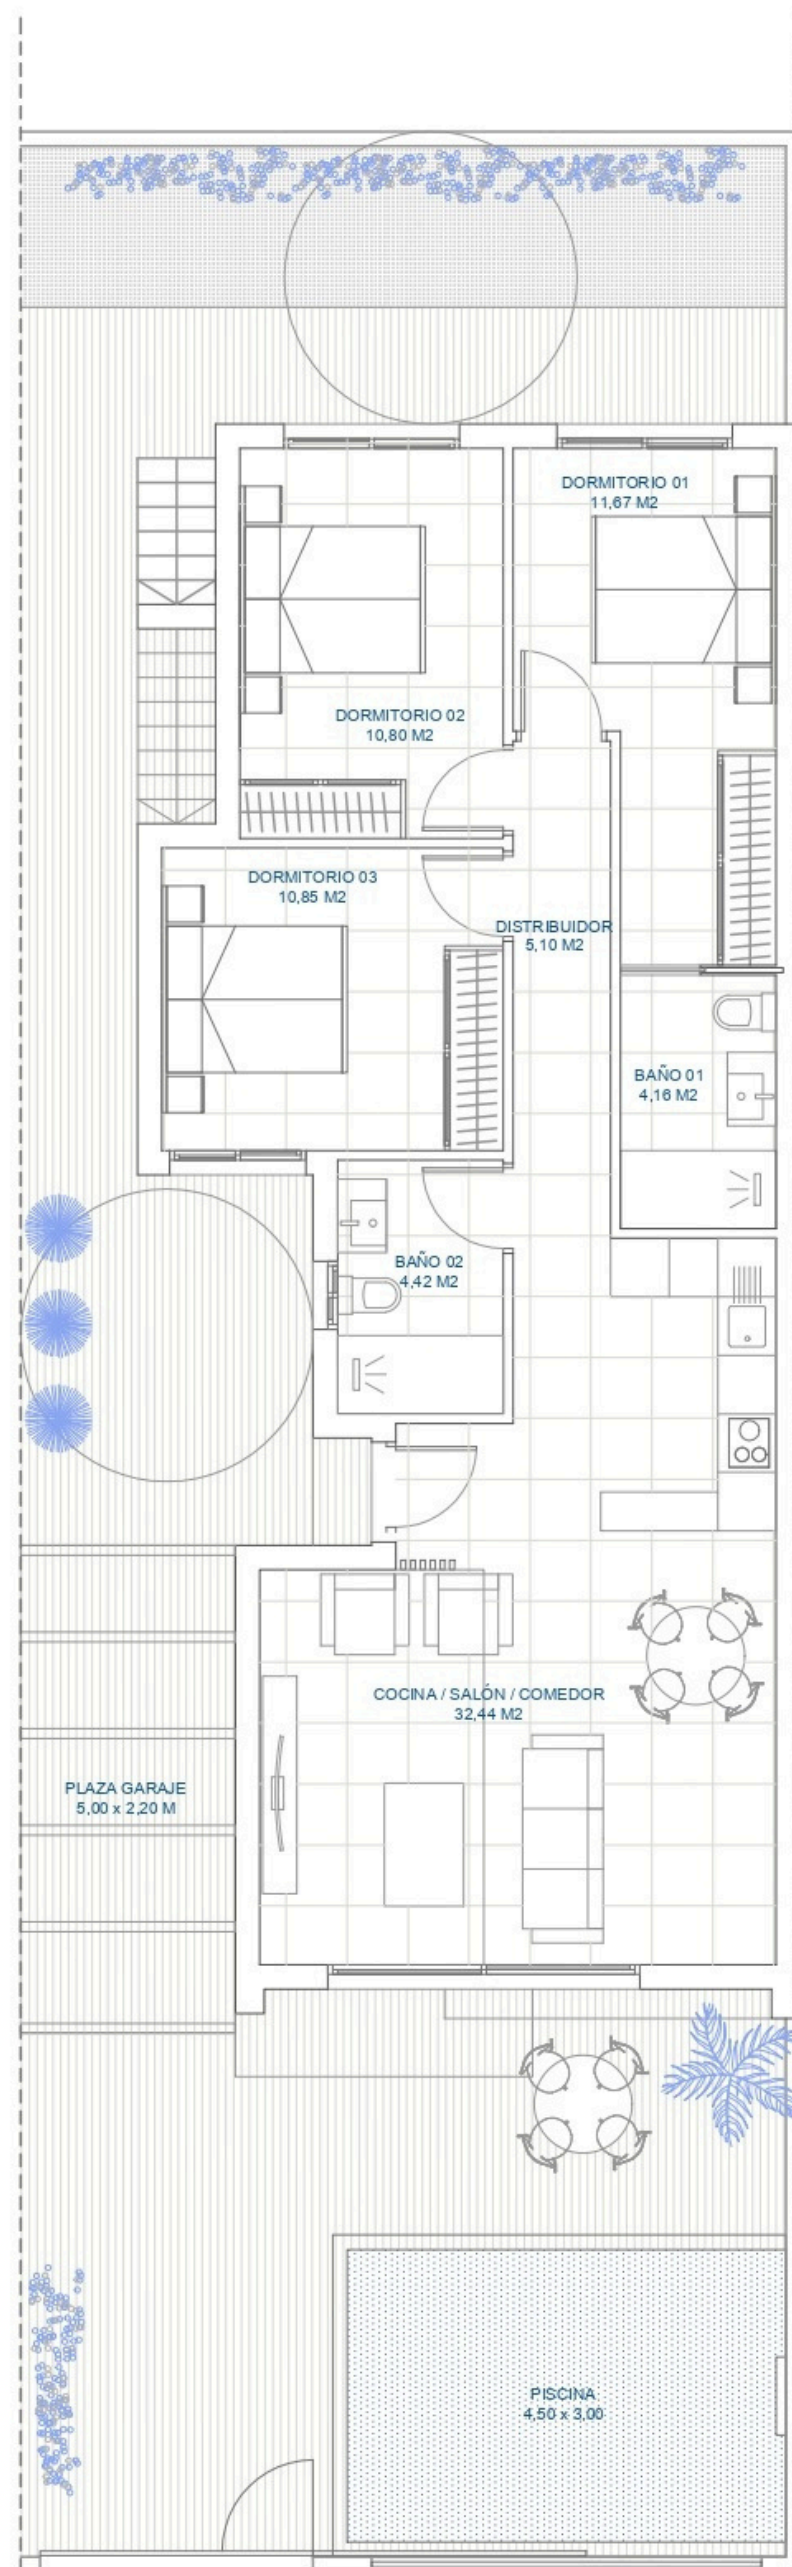 DORMITORIO 01
11,67 M2
DORMITORIO 02
10,80 M2
DORMITORIO 03
10,85 M2
DISTRIBUIDOR
5,10 M2
BAÑO 01
4,16 M2
BAÑO 02
4,42 M2
COCINA / SALÓN / COMEDOR
32,44 M2
PLAZA GARAJE
5,00 x 2,20 M
PISCINA
4,50 x 3,00